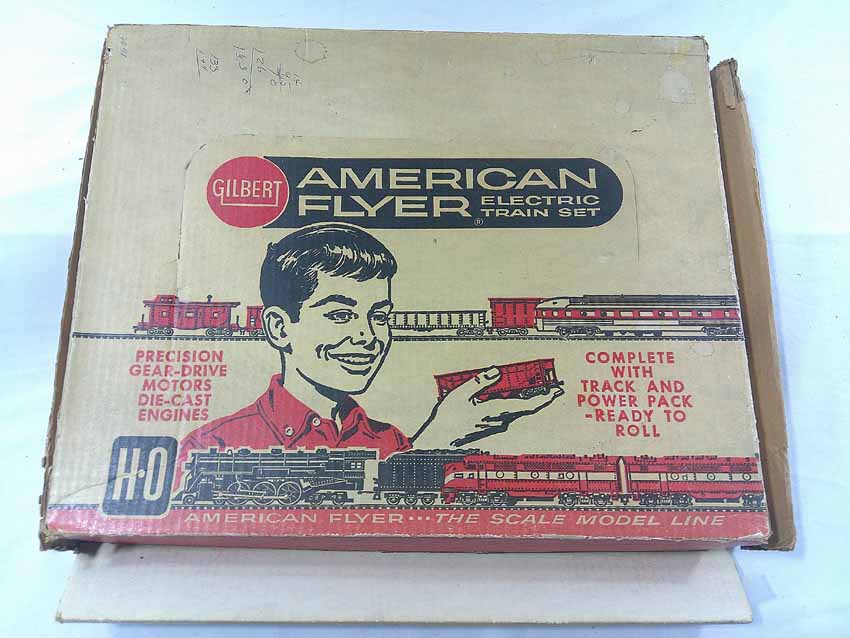 GILBERT
AMERICAN
FLYER ®
ELECTRIC
TRAIN SET
PRECISION
GEAR-DRIVE
MOTORS
DIE-CAST
ENGINES
COMPLETE
WITH
TRACK AND
POWER PACK
-READY TO
ROLL
H·O
AMERICAN FLYER···THE SCALE MODEL LINE